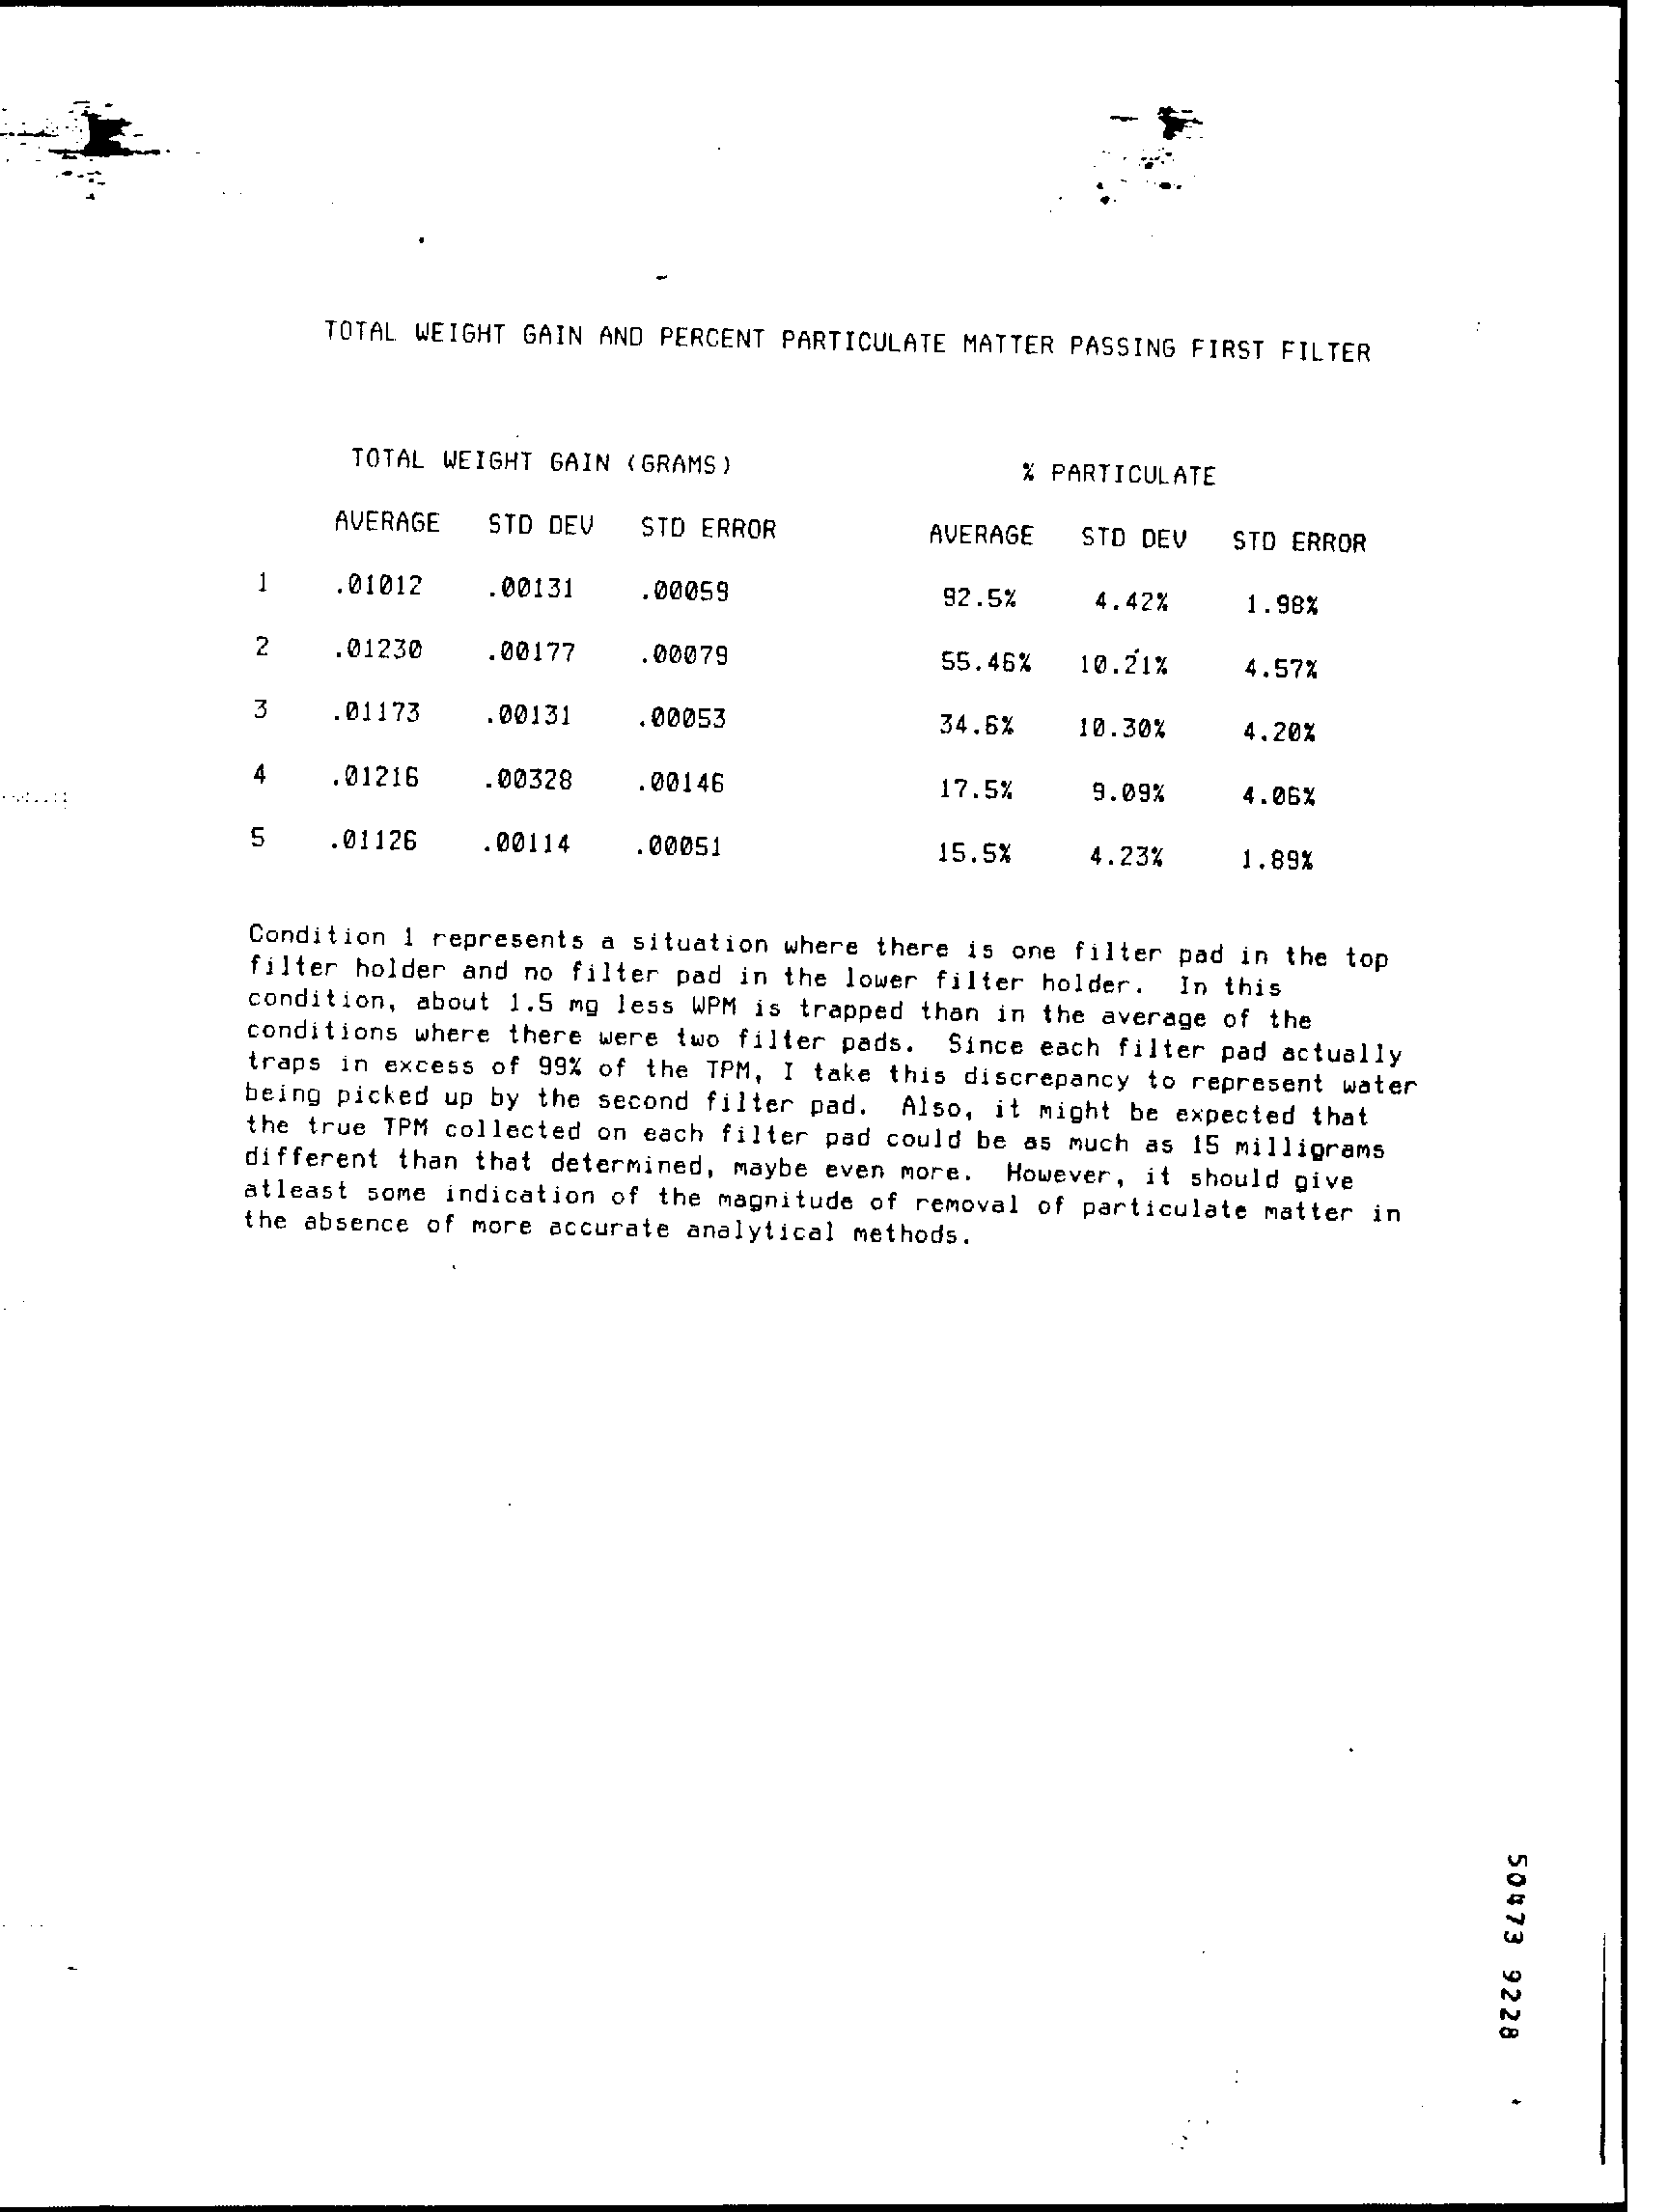 TOTAL WEIGHT GAIN AND PERCENT PARTICULATE MATTER PASSING FIRST FILTER
TOTAL WEIGHT GAIN (GRAMS) % PARTICULATE
AVERAGE STD DEV STD ERROR AVERAGE STD DEV STD ERROR
1 .01012 .00131 .00059 92.5% 4.42% 1.98%
2 .01230 .00177 .00079 55.46% 10.21% 4.57%
3 .01173 .00131 .00053 34.6% 10.30% 4.20%
4 .01216 .00328 .00146 17.5% 9.09% 4.06%
5 .01126 .00114 .00051 15.5% 4.23% 1.89%
Condition 1 represents a situation where there is one filter pad in the top
filter holder and no filter pad in the lower filter holder. In this
condition, about 1.5 mg less WPM is trapped than in the average of the
conditions where there were two filter pads. Since each filter pad actually
traps in excess of 99% of the TPM, I take this discrepancy to represent water
being picked up by the second filter pad. Also, it might be expected that
the true TPM collected on each filter pad could be as much as 15 milligrams
different than that determined, maybe even more. However, it should give
atleast some indication of the magnitude of removal of particulate matter in
the absence of more accurate analytical methods.
50473 9228